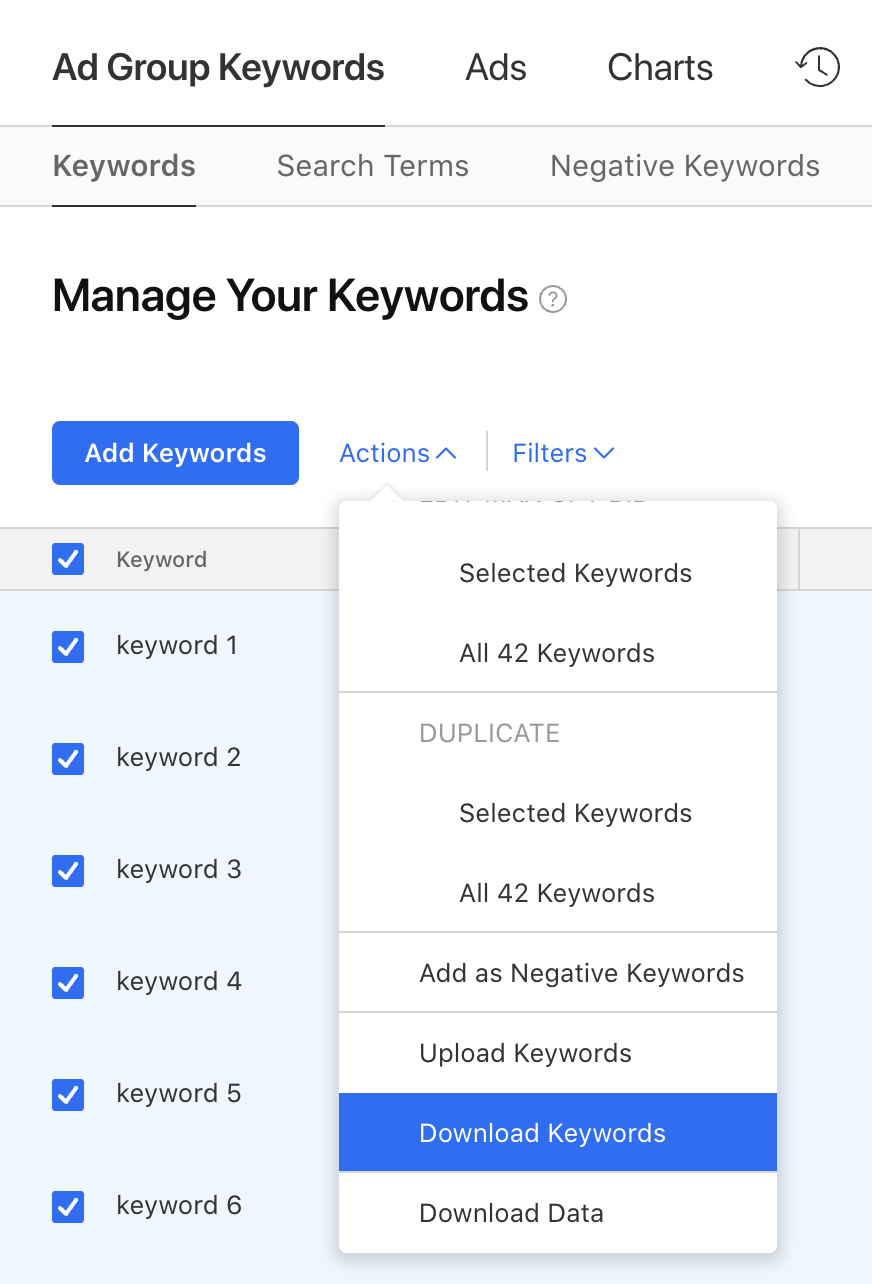 Ad Group Keywords Ads Charts
Keywords Search Terms Negative Keywords
Manage Your Keywords ?
Add Keywords Actions Filters
Keyword
Selected Keywords
keyword 1
All 42 Keywords
DUPLICATE
keyword 2
Selected Keywords
keyword 3
All 42 Keywords
Add as Negative Keywords
keyword 4
Upload Keywords
keyword 5
Download Keywords
keyword 6
Download Data